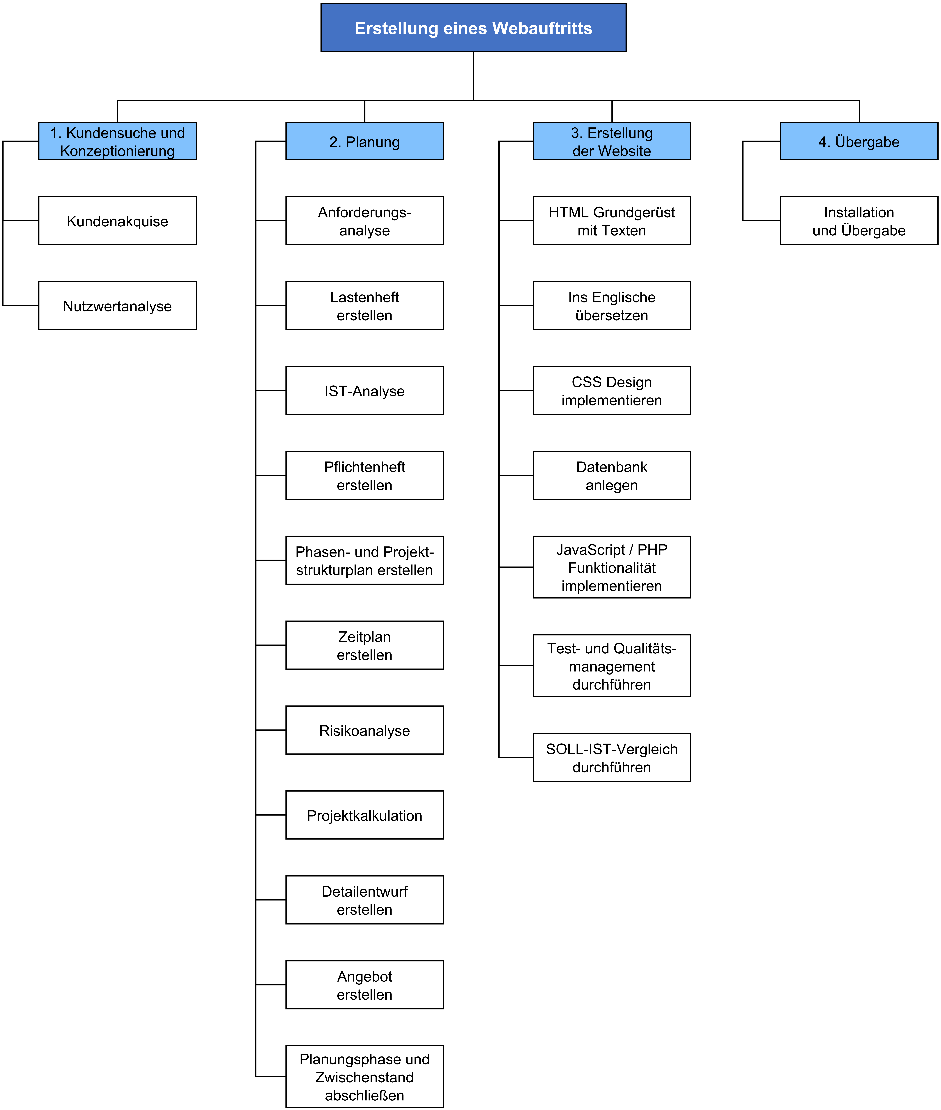 Erstellung eines Webauftritts
1. Kundensuche und
Konzeptionierung
Kundenakquise
Nutzwertanalyse
2. Planung
Anforderungs-
analyse
Lastenheft
erstellen
IST-Analyse
Pflichtenheft
erstellen
Phasen- und Projekt-
strukturplan erstellen
Zeitplan
erstellen
Risikoanalyse
Projektkalkulation
Detailentwurf
erstellen
Angebot
erstellen
Planungsphase und
Zwischenstand
abschließen
3. Erstellung
der Website
HTML Grundgerüst
mit Texten
Ins Englische
übersetzen
CSS Design
implementieren
Datenbank
anlegen
JavaScript / PHP
Funktionalität
implementieren
Test- und Qualitäts-
management
durchführen
SOLL-IST-Vergleich
durchführen
4. Übergabe
Installation
und Übergabe